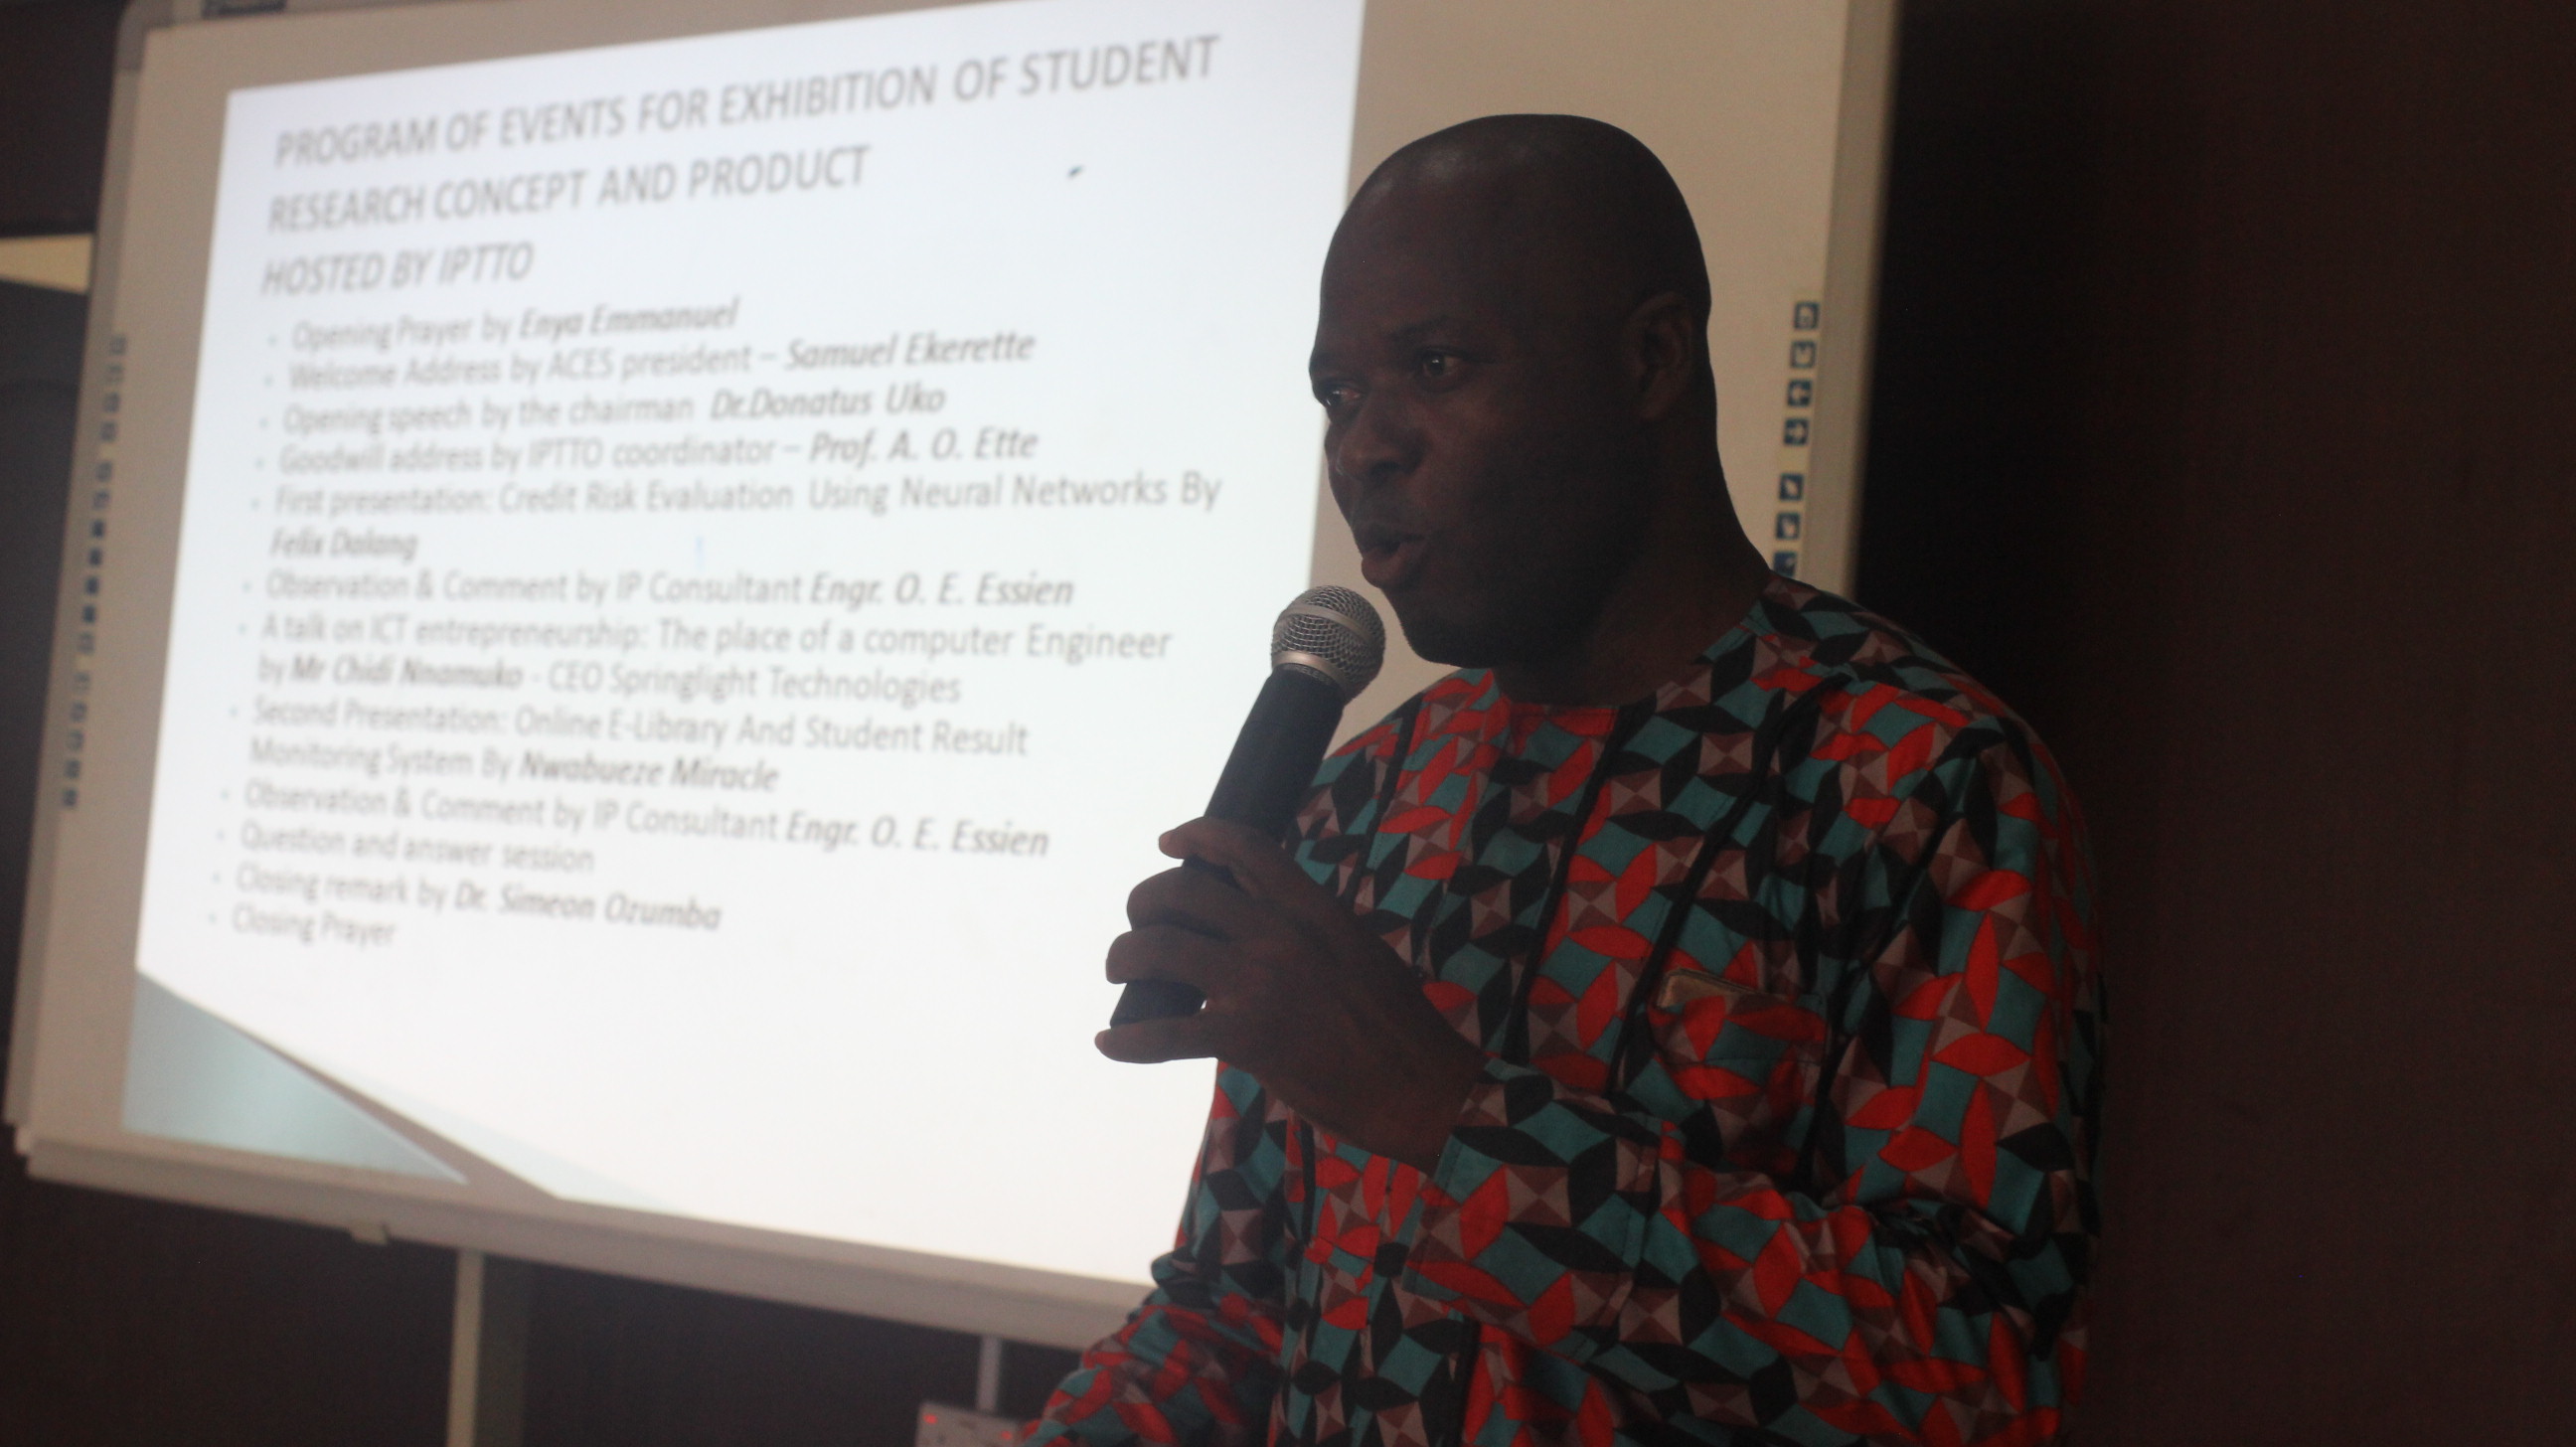 PROGRAM OF EVENTS FOR EXHIBITION OF STUDENT
RESEARCH CONCEPT AND PRODUCT
HOSTED BY IPTTO
Opening Prayer by Enya Emmanuel
Welcome Address by ACES president – Samuel Ekerette
Opening speech by the chairman Dr.Donatus Uko
Goodwill address by IPTTO coordinator – Prof. A. O. Ette
First presentation: Credit Risk Evaluation Using Neural Networks By
Felix Dalang
Observation & Comment by IP Consultant Engr. O. E. Essien
A talk on ICT entrepreneurship: The place of a computer Engineer
by Mr Chidi Nnamuko - CEO Springlight Technologies
Second Presentation: Online E-Library And Student Result
Monitoring System By Nwabueze Miracle
Observation & Comment by IP Consultant Engr. O. E. Essien
Question and answer session
Closing remark by Dr. Simeon Ozumba
Closing Prayer